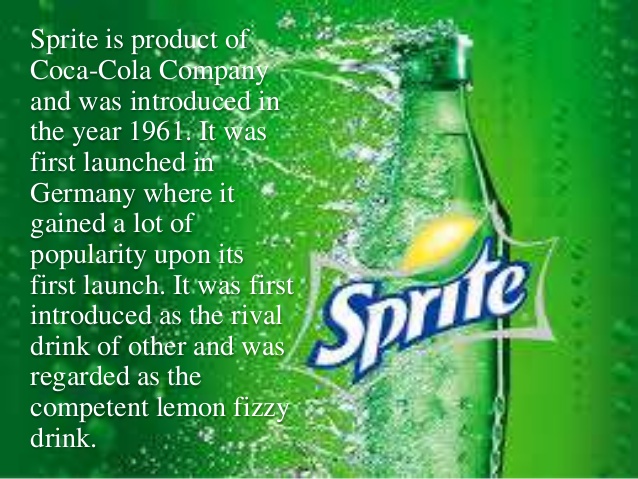 Sprite is product of
Coca-Cola Company
and was introduced in
the year 1961. It was
first launched in
Germany where it
gained a lot of
popularity upon its
first launch. It was first
introduced as the rival
drink of other and was
regarded as the
competent lemon fizzy
drink.
Sprite